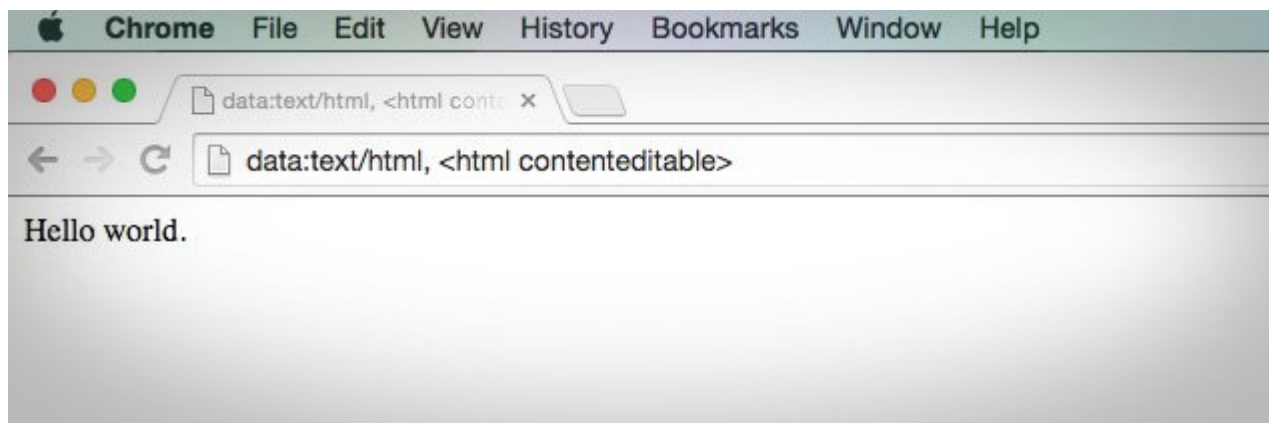 Chrome File Edit View History Bookmarks Window Help
data:text/html, <html conte
data:text/html, <html contenteditable>
Hello world.